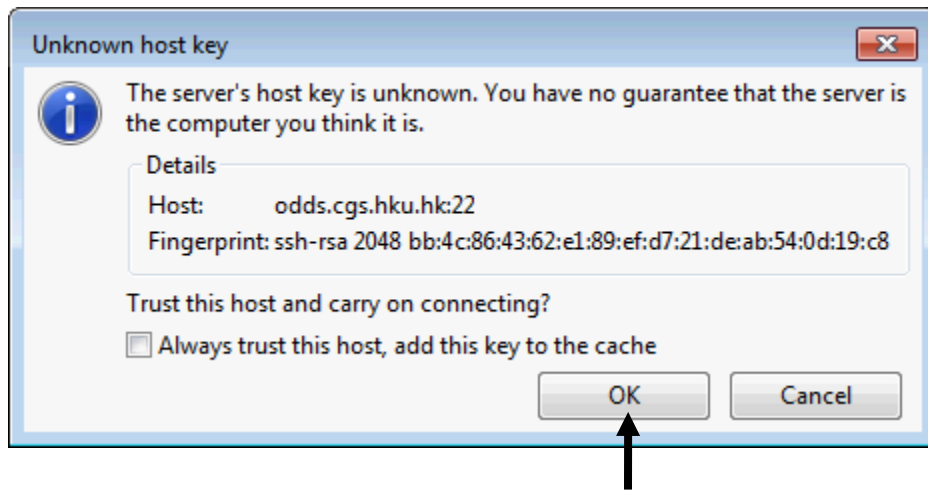 Unknown host key
The server's host key is unknown. You have no guarantee that the server is
the computer you think it is.
Details
Host: odds.cgs.hku.hk:22
Fingerprint: ssh-rsa 2048 bb:4c:86:43:62:e1:89:ef:d7:21:de:ab:54:0d:19:c8
Trust this host and carry on connecting?
Always trust this host, add this key to the cache
OK Cancel